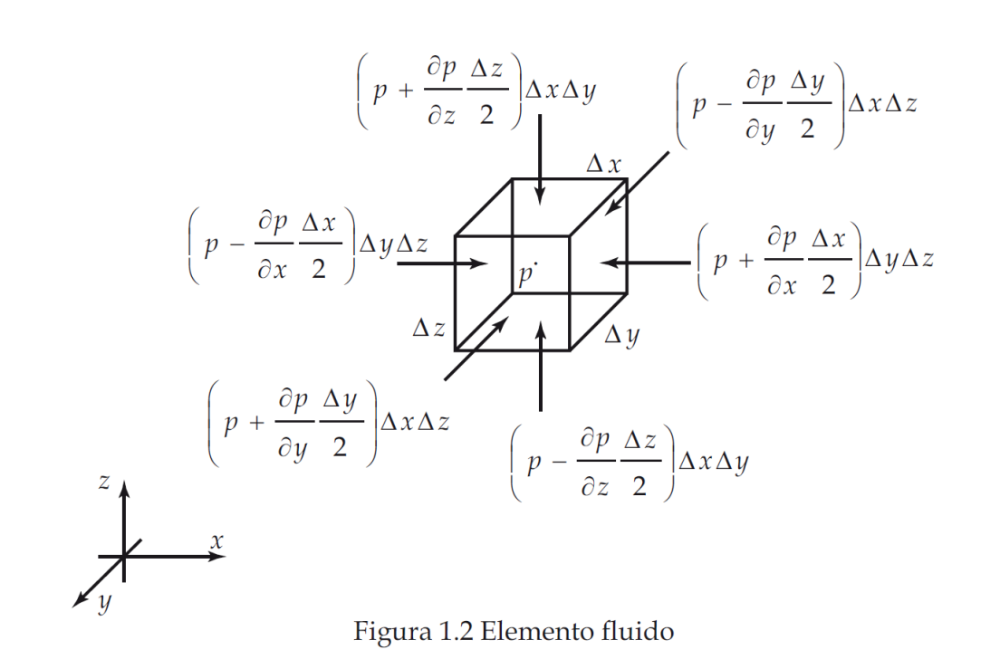 (p + ∂p/∂z Δz/2)ΔxΔy
(p − ∂p/∂y Δy/2)ΔxΔz
Δx
(p − ∂p/∂x Δx/2)ΔyΔz
(p + ∂p/∂x Δx/2)ΔyΔz
p
Δz
Δy
(p + ∂p/∂y Δy/2)ΔxΔz
(p − ∂p/∂z Δz/2)ΔxΔy
z
x
y
Figura 1.2 Elemento fluido